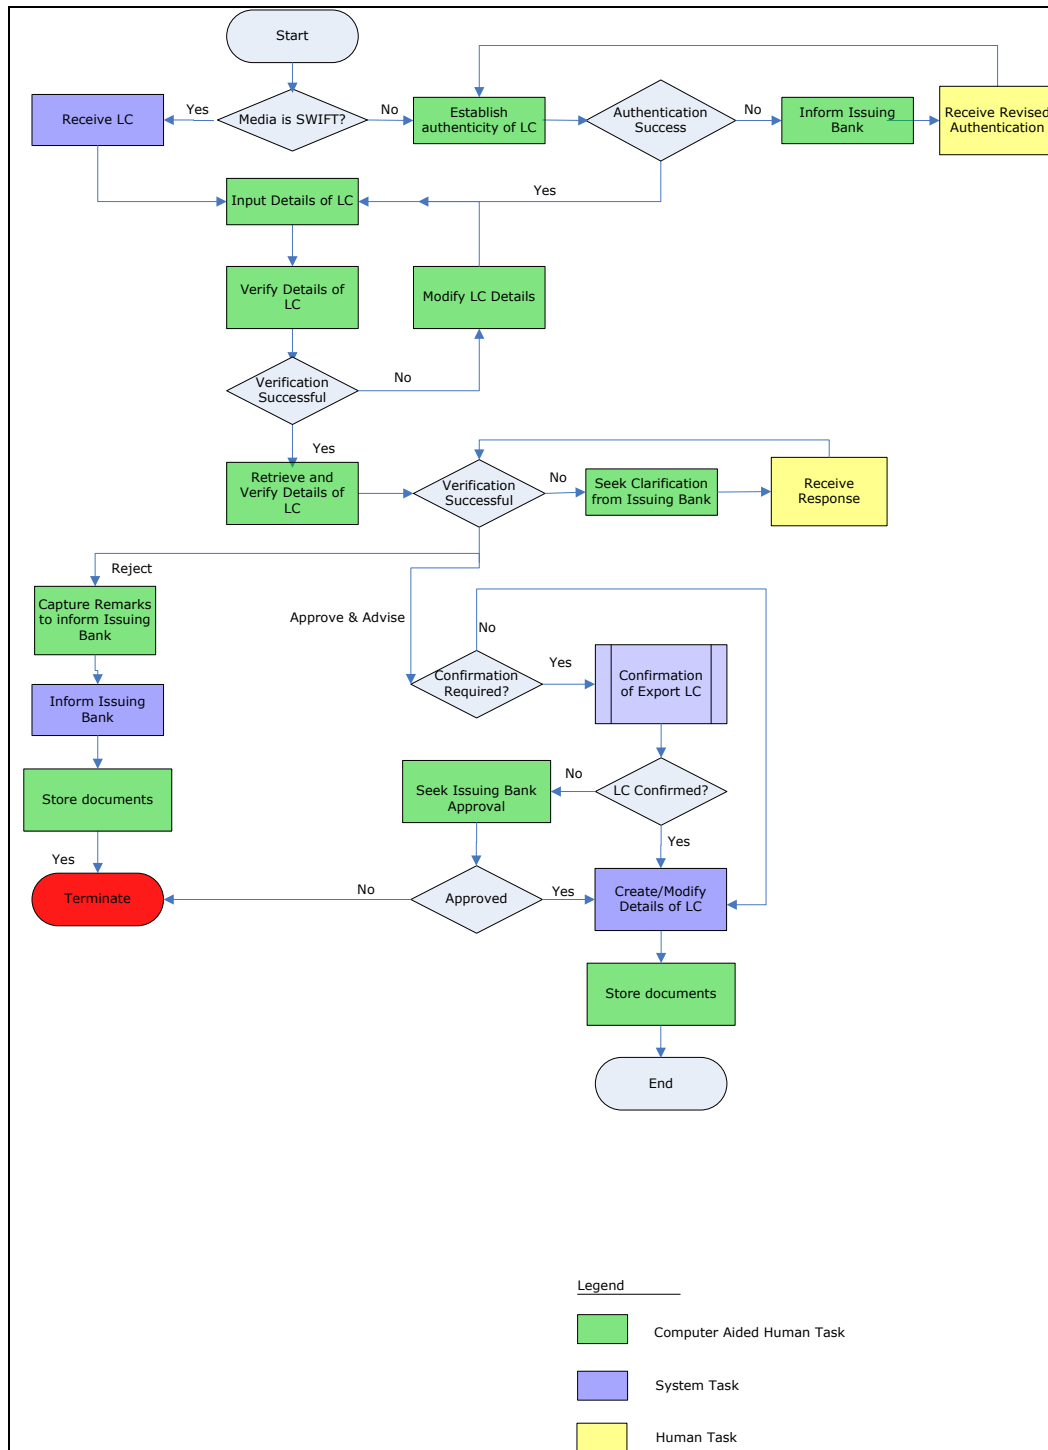 Start
Yes
Media is SWIFT?
No
Receive LC
Establish
authenticity of LC
Authentication
Success
No
Inform Issuing
Bank
Receive Revised
Authentication
Yes
Input Details of LC
Verify Details of
LC
Modify LC Details
Verification
Successful
No
Yes
Retrieve and
Verify Details of
LC
Verification
Successful
No
Seek Clarification
from Issuing Bank
Receive
Response
Reject
Capture Remarks
to inform Issuing
Bank
Approve & Advise
No
Confirmation
Required?
Yes
Confirmation
of Export LC
Inform Issuing
Bank
Seek Issuing Bank
Approval
No
LC Confirmed?
Store documents
Yes
Yes
Terminate
No
Approved
Yes
Create/Modify
Details of LC
Store documents
End
Legend
Computer Aided Human Task
System Task
Human Task